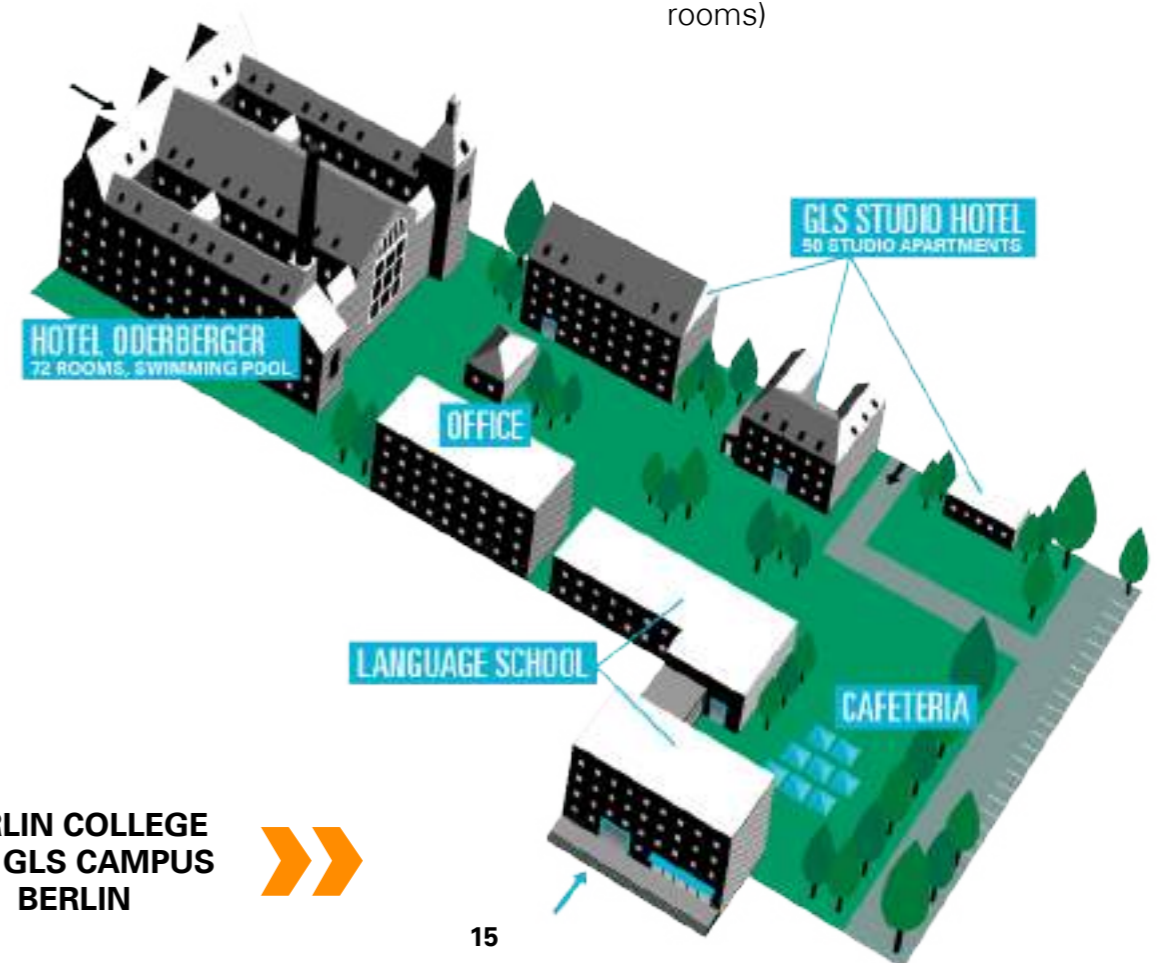 rooms)
GLS STUDIO HOTEL
50 STUDIO APARTMENTS
HOTEL ODERBERGER
72 ROOMS, SWIMMING POOL
OFFICE
LANGUAGE SCHOOL
CAFETERIA
RLIN COLLEGE
GLS CAMPUS
BERLIN
15